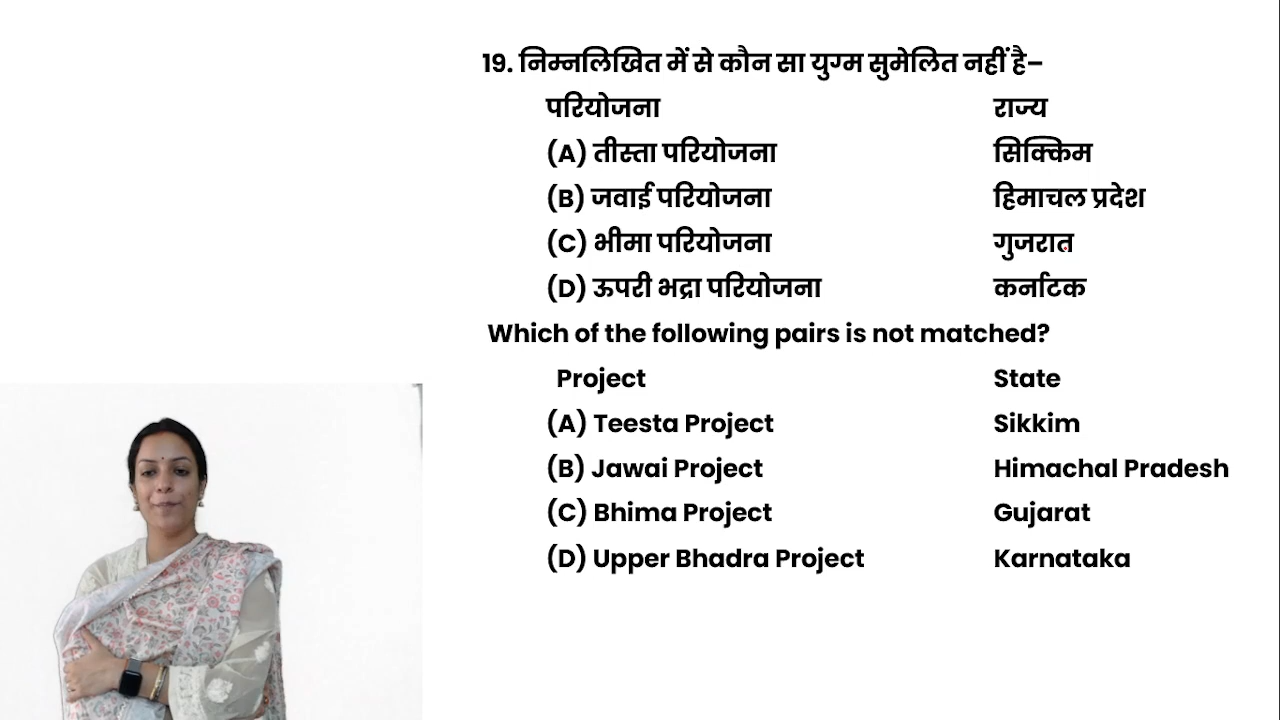 19. निम्नलिखित में से कौन सा युग्म सुमेलित नहीं है–
परियोजना राज्य
(A) तीस्ता परियोजना सिक्किम
(B) जवाई परियोजना हिमाचल प्रदेश
(C) भीमा परियोजना गुजरात
(D) ऊपरी भद्रा परियोजना कर्नाटक
Which of the following pairs is not matched?
Project State
(A) Teesta Project Sikkim
(B) Jawai Project Himachal Pradesh
(C) Bhima Project Gujarat
(D) Upper Bhadra Project Karnataka